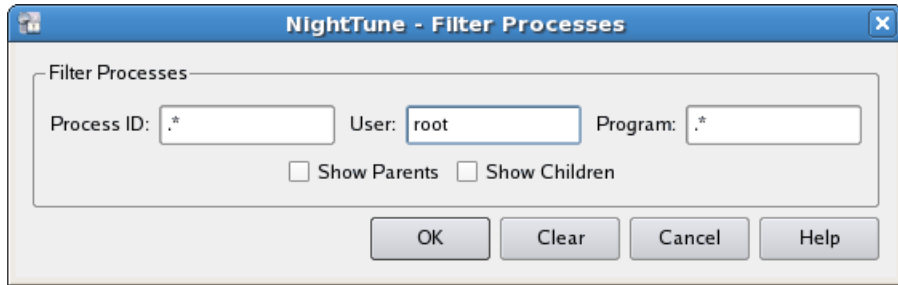 NightTune - Filter Processes
Filter Processes
Process ID: .* User: root Program: .*
Show Parents Show Children
OK Clear Cancel Help